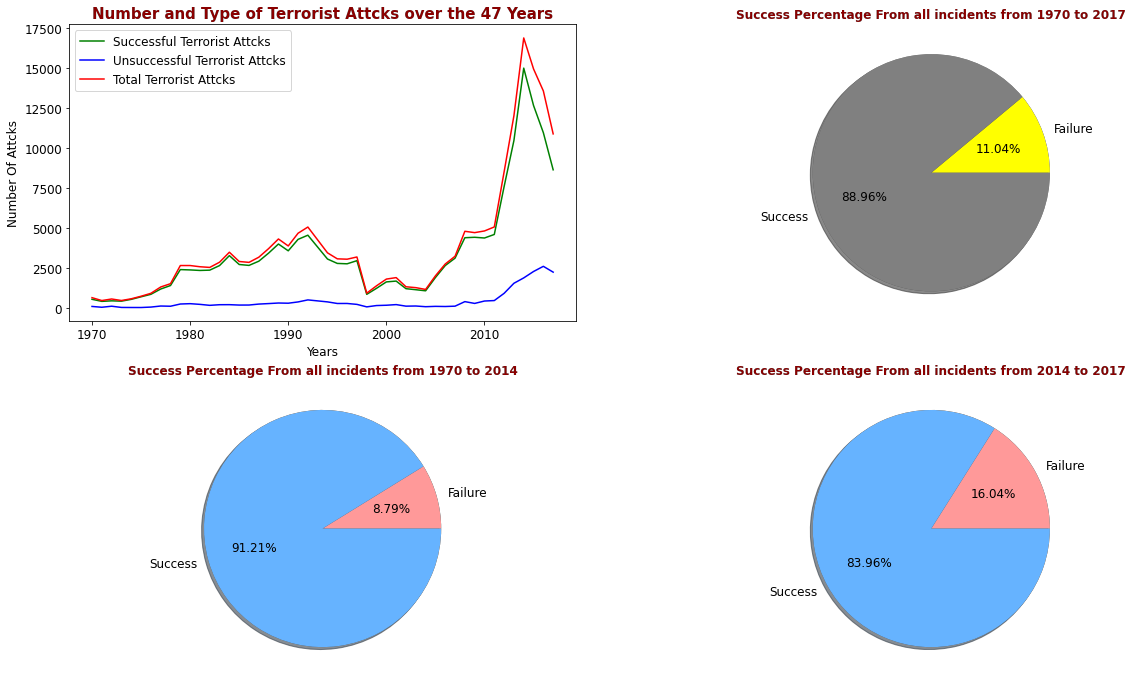 Number and Type of Terrorist Attcks over the 47 Years
Successful Terrorist Attcks
Unsuccessful Terrorist Attcks
Total Terrorist Attcks
Number Of Attcks
17500
15000
12500
10000
7500
5000
2500
0
1970
1980
1990
2000
2010
Years
Success Percentage From all incidents from 1970 to 2017
Failure
11.04%
88.96%
Success
Success Percentage From all incidents from 1970 to 2014
Failure
8.79%
91.21%
Success
Success Percentage From all incidents from 2014 to 2017
Failure
16.04%
83.96%
Success